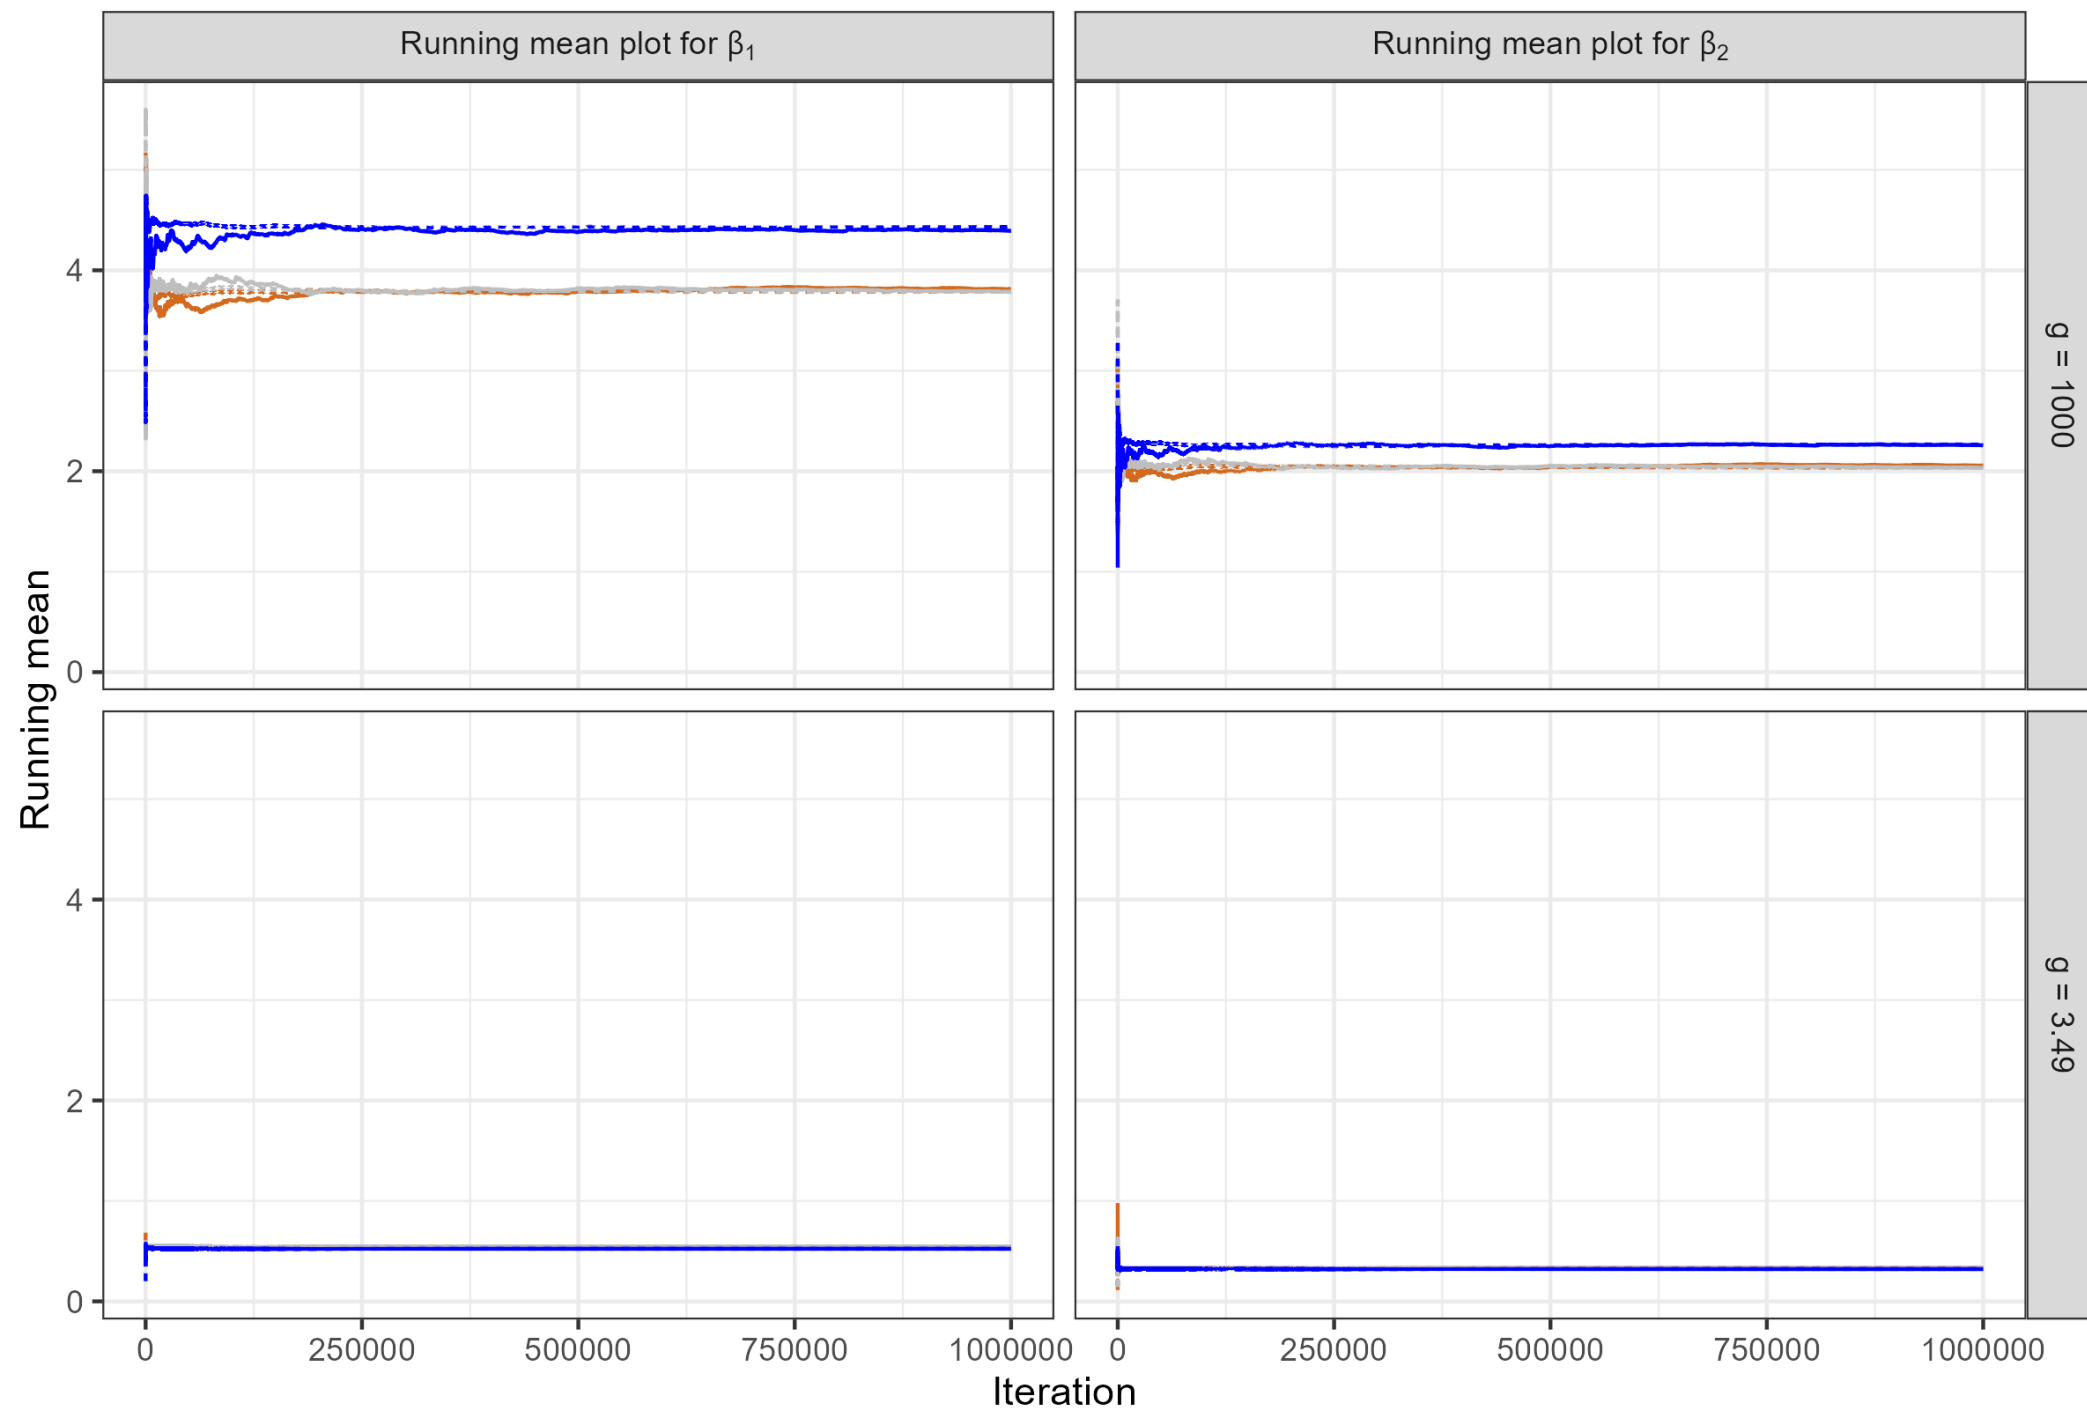 Running mean plot for β₁
Running mean plot for β₂
4
2
0
g = 1000
Running mean
4
2
0
g = 3.49
0 250000 500000 750000 1000000
0 250000 500000 750000 1000000
Iteration